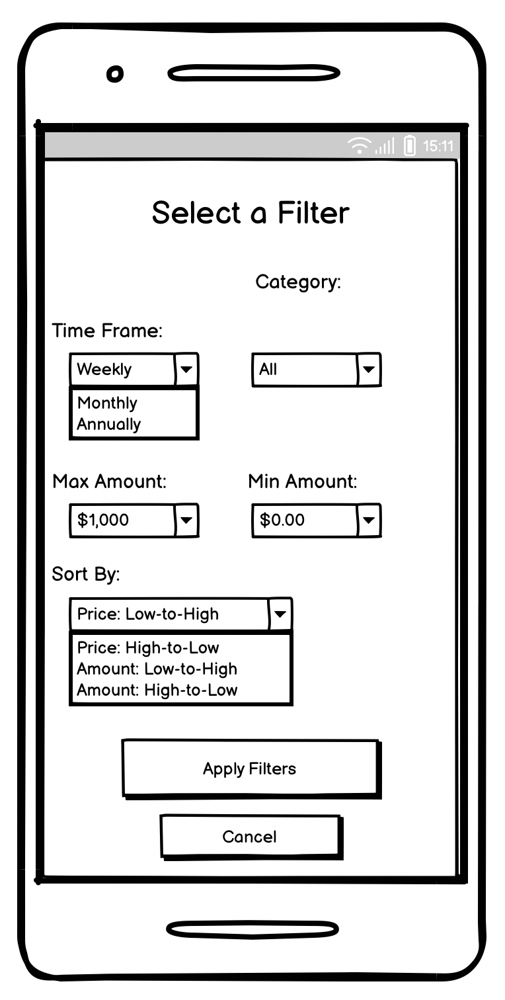 15:11
Select a Filter
Category:
Time Frame:
Weekly
All
Monthly
Annually
Max Amount:
Min Amount:
$1,000
$0.00
Sort By:
Price: Low-to-High
Price: High-to-Low
Amount: Low-to-High
Amount: High-to-Low
Apply Filters
Cancel